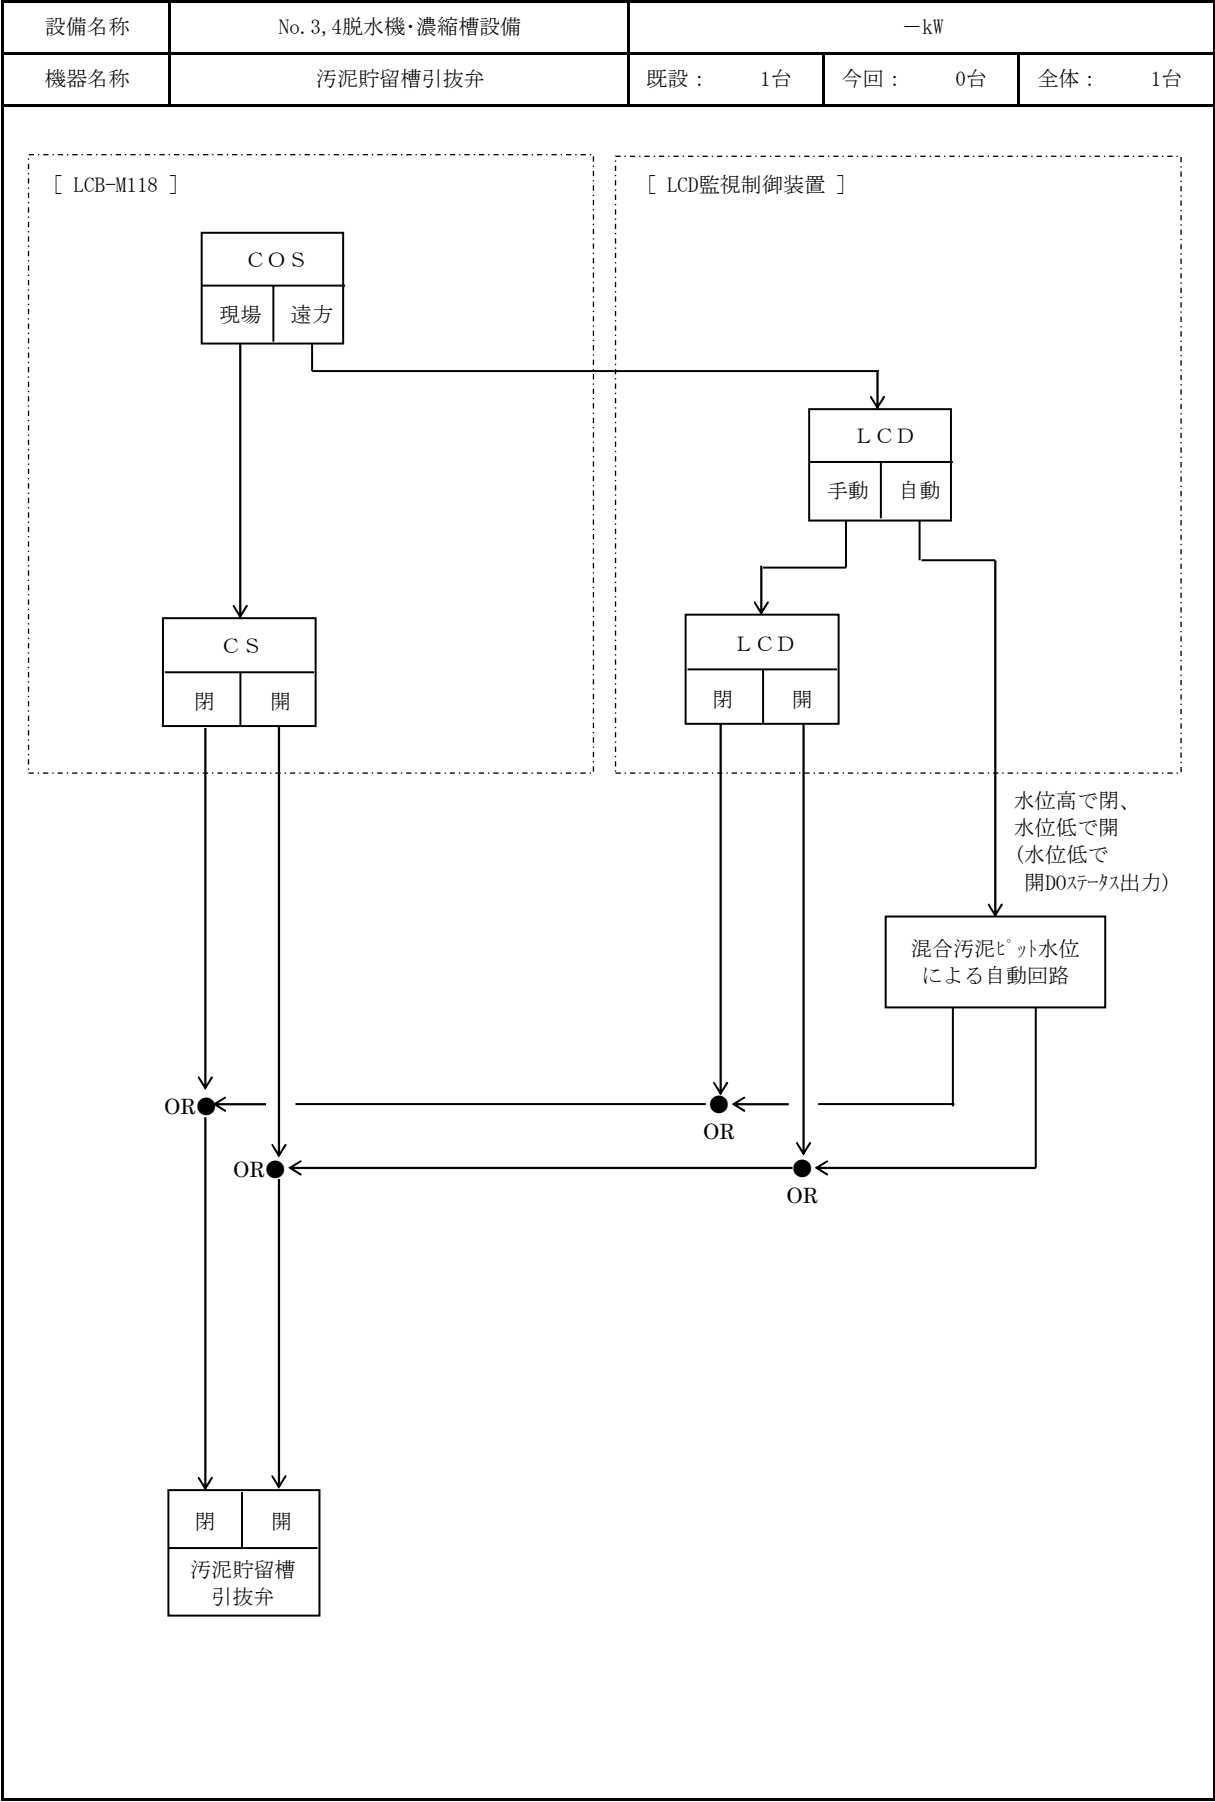 設備名称 No.3,4脱水機･濃縮槽設備 －kW
機器名称 汚泥貯留槽引抜弁 既設： 1台 今回： 0台 全体： 1台
［ LCB-M118 ］
［ LCD監視制御装置 ］
ＣＯＳ
現場 遠方
ＬＣＤ
手動 自動
ＣＳ
閉 開
ＬＣＤ
閉 開
水位高で閉、
水位低で開
(水位低で
開DOｽﾃｰﾀｽ出力)
混合汚泥ﾋﾟｯﾄ水位
による自動回路
OR
OR
OR
OR
閉 開
汚泥貯留槽
引抜弁